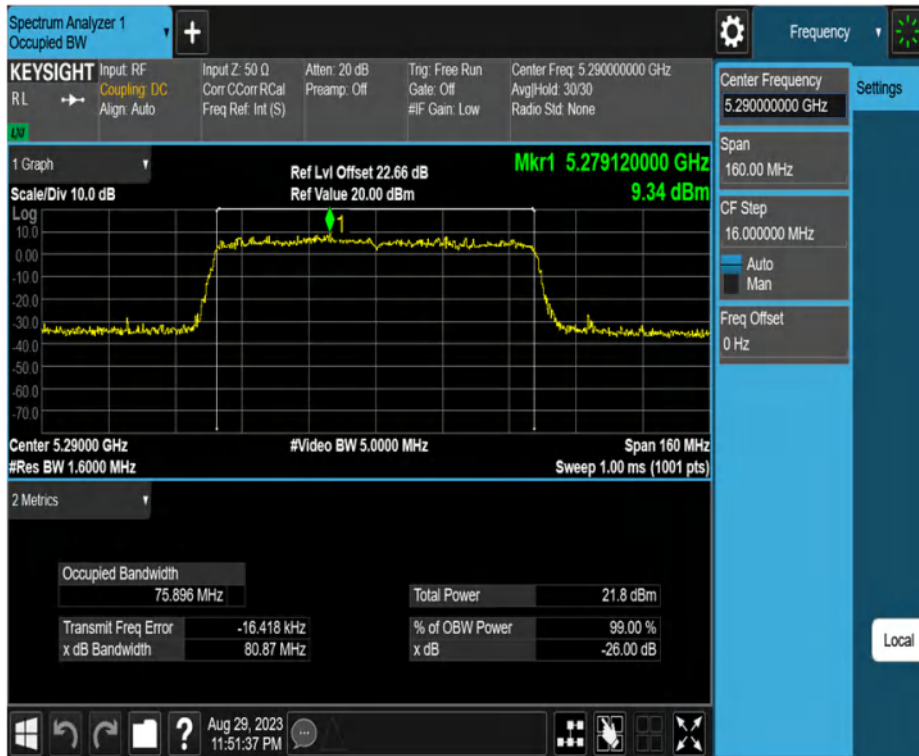 Spectrum Analyzer 1
Occupied BW
+
Frequency
KEYSIGHT
RL
LXI
Input: RF
Coupling: DC
Align: Auto
Input Z: 50 Ω
Corr CCorr RCal
Freq Ref: Int (S)
Atten: 20 dB
Preamp: Off
Trig: Free Run
Gate: Off
#IF Gain: Low
Center Freq: 5.290000000 GHz
Avg|Hold: 30/30
Radio Std: None
Center Frequency
5.290000000 GHz
Settings
Span
160.00 MHz
CF Step
16.000000 MHz
Auto
Man
Freq Offset
0 Hz
Local
1 Graph
Scale/Div 10.0 dB
Ref Lvl Offset 22.66 dB
Ref Value 20.00 dBm
Mkr1 5.279120000 GHz
9.34 dBm
Log
1
10.0
0.00
-10.0
-20.0
-30.0
-40.0
-50.0
-60.0
-70.0
Center 5.29000 GHz
#Res BW 1.6000 MHz
#Video BW 5.0000 MHz
Span 160 MHz
Sweep 1.00 ms (1001 pts)
2 Metrics
Occupied Bandwidth
75.896 MHz
Total Power 21.8 dBm
Transmit Freq Error -16.418 kHz
% of OBW Power 99.00 %
x dB Bandwidth 80.87 MHz
x dB -26.00 dB
?
Aug 29, 2023
11:51:37 PM